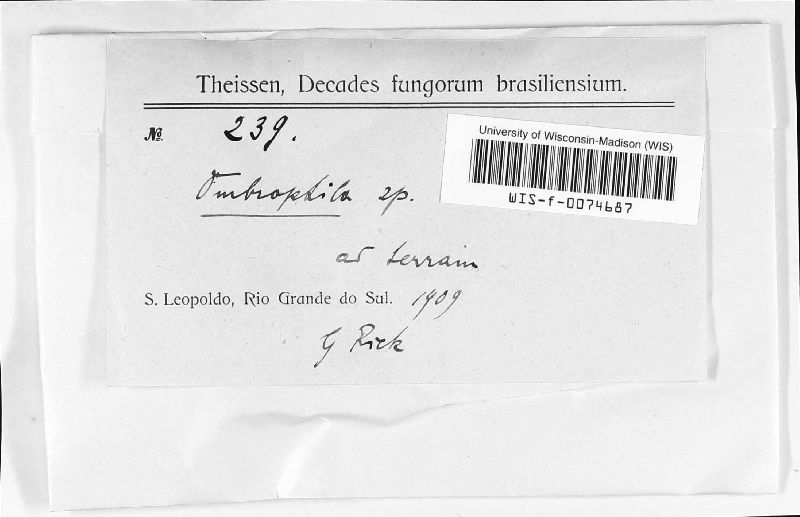 Theissen, Decades fungorum brasiliensium.
№ 239.
University of Wisconsin-Madison (WIS)
WIS-f-0074687
Ombrophila sp.
ad terram
S. Leopoldo, Rio Grande do Sul. 1909
Rick